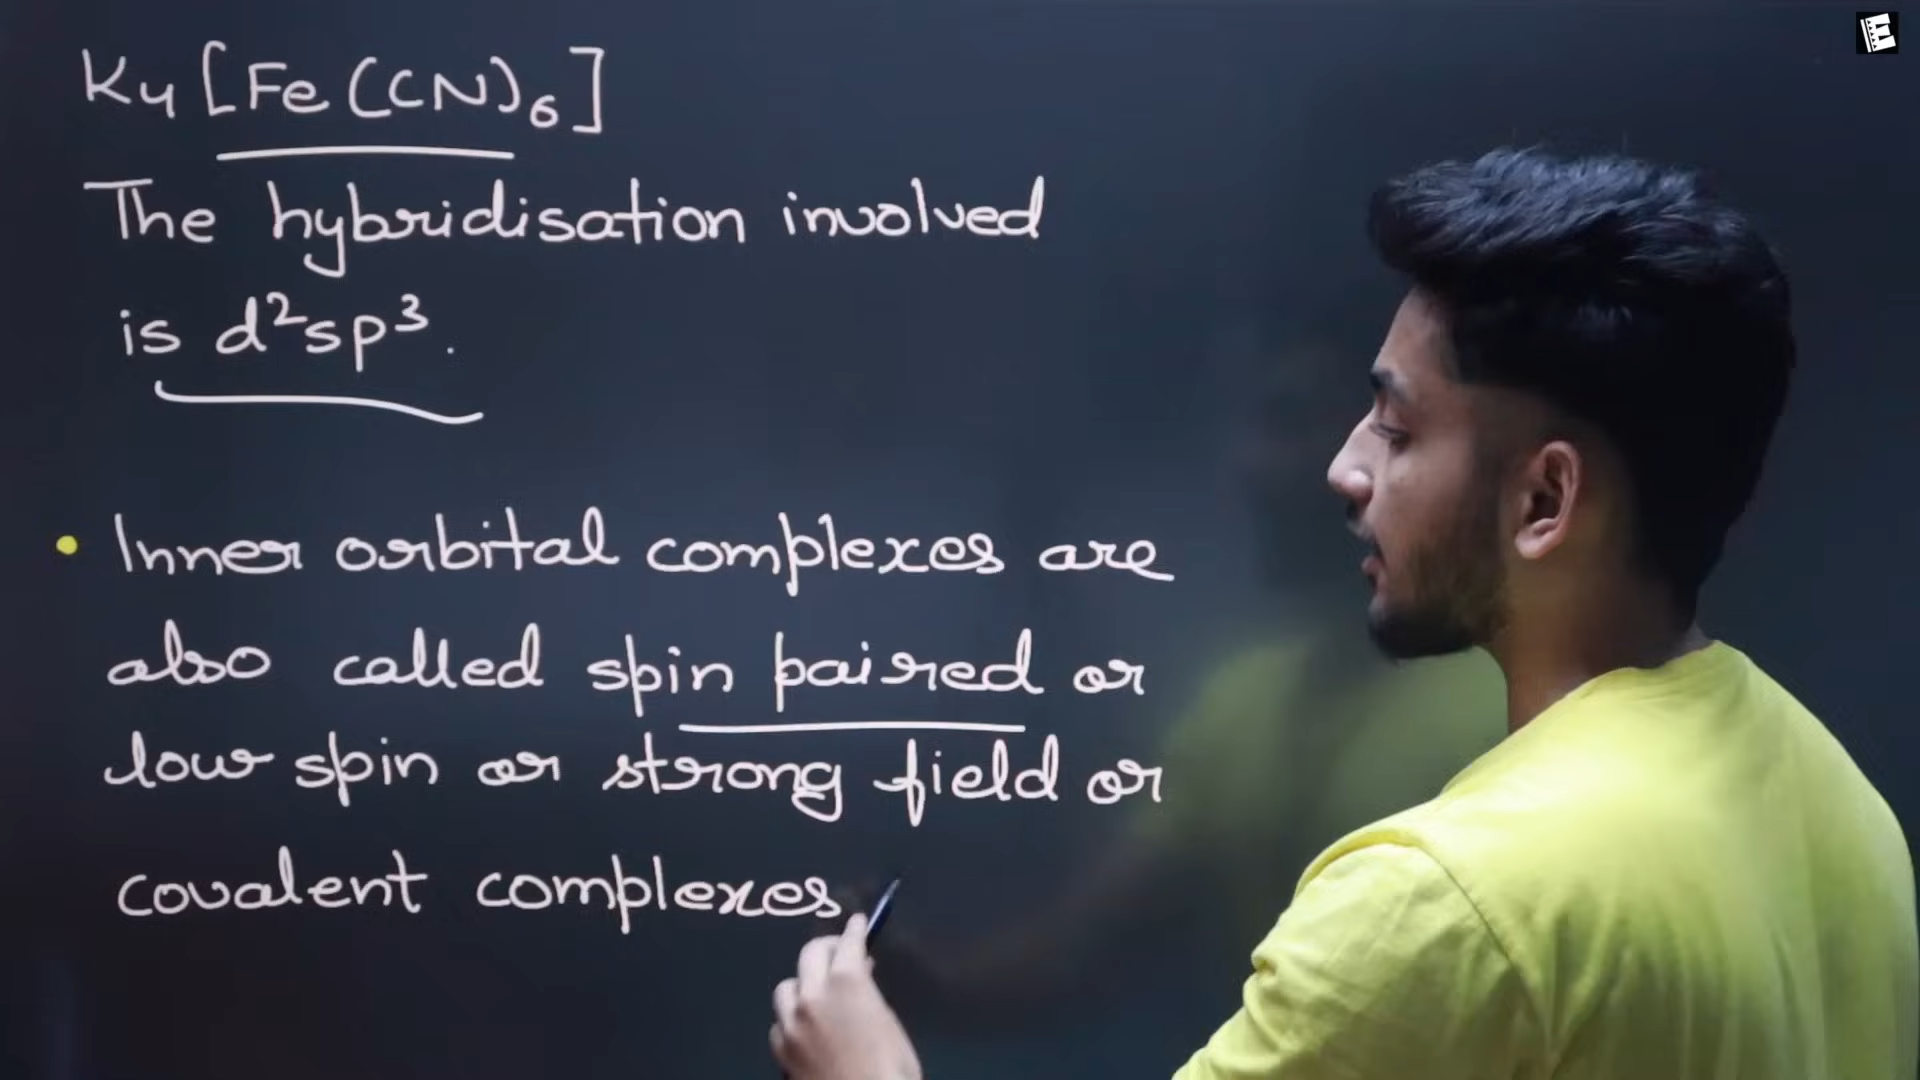 K4[Fe(CN)6]
The hybridisation involved
is d²sp³.
• Inner orbital complexes are
also called spin paired or
low spin or strong field or
covalent complexes
E